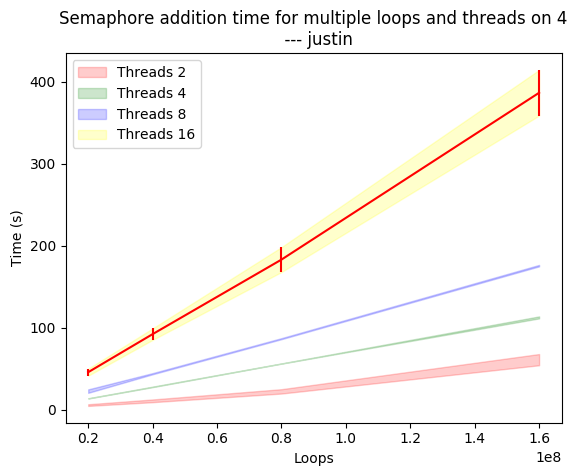 Semaphore addition time for multiple loops and threads on 4
--- justin
Threads 2
Threads 4
Threads 8
Threads 16
Time (s)
400
300
200
100
0
0.2 0.4 0.6 0.8 1.0 1.2 1.4 1.6
1e8
Loops